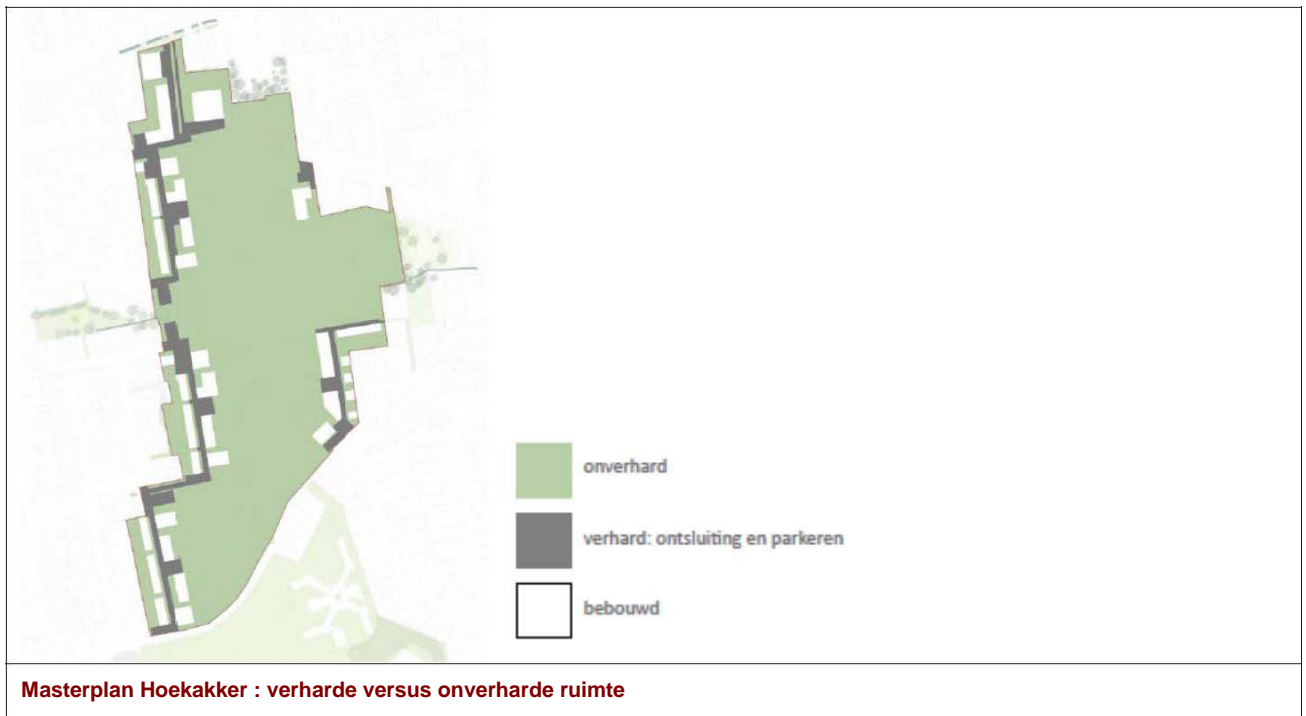 onverhard
verhard: ontsluiting en parkeren
bebouwd
Masterplan Hoekakker : verharde versus onverharde ruimte